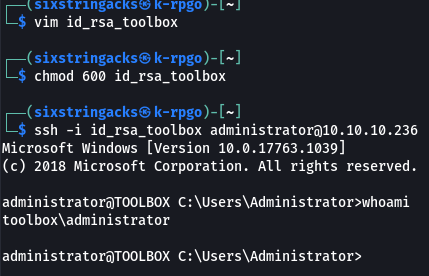 ┌──(sixstringacks㉿k-rpgo)-[~]
└─$ vim id_rsa_toolbox
┌──(sixstringacks㉿k-rpgo)-[~]
└─$ chmod 600 id_rsa_toolbox
┌──(sixstringacks㉿k-rpgo)-[~]
└─$ ssh -i id_rsa_toolbox administrator@10.10.10.236
Microsoft Windows [Version 10.0.17763.1039]
(c) 2018 Microsoft Corporation. All rights reserved.
administrator@TOOLBOX C:\Users\Administrator>whoami
toolbox\administrator
administrator@TOOLBOX C:\Users\Administrator>